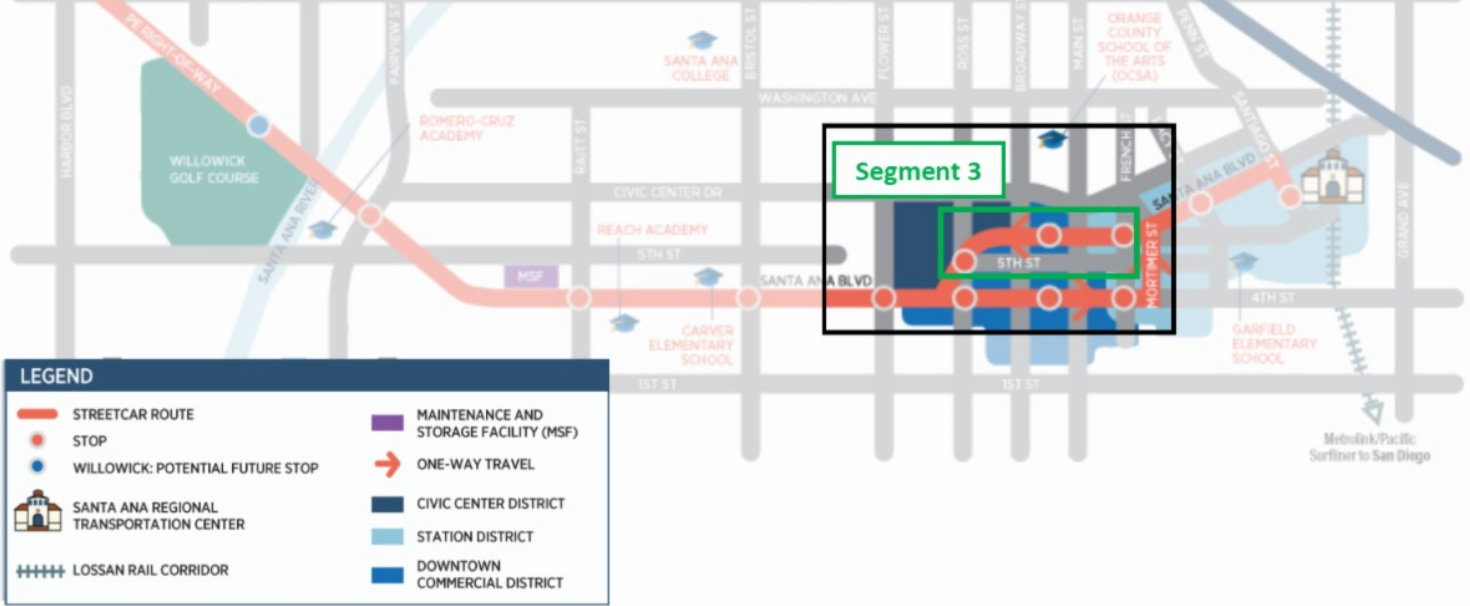 PE RIGHT-OF-WAY
HARBOR BLVD
WILLOWICK
GOLF COURSE
SANTA ANA RIVER
FAIRVIEW ST
ROMERO-CRUZ
ACADEMY
RAITT ST
SANTA ANA
COLLEGE
BRISTOL ST
WASHINGTON AVE
FLOWER ST
ROSS ST
BROADWAY ST
MAIN ST
ORANGE
COUNTY
SCHOOL OF
THE ARTS
(OCSA)
PENN ST
SANTIAGO ST
FRENCH ST
LACY ST
CIVIC CENTER DR
Segment 3
SANTA ANA BLVD
GRAND AVE
REACH ACADEMY
5TH ST
5TH ST
MORTIMER ST
MSF
SANTA ANA BLVD
4TH ST
CARVER
ELEMENTARY
SCHOOL
GARFIELD
ELEMENTARY
SCHOOL
1ST ST
1ST ST
Metrolink/Pacific
Surfliner to San Diego
LEGEND
STREETCAR ROUTE
STOP
WILLOWICK: POTENTIAL FUTURE STOP
SANTA ANA REGIONAL
TRANSPORTATION CENTER
LOSSAN RAIL CORRIDOR
MAINTENANCE AND
STORAGE FACILITY (MSF)
ONE-WAY TRAVEL
CIVIC CENTER DISTRICT
STATION DISTRICT
DOWNTOWN
COMMERCIAL DISTRICT